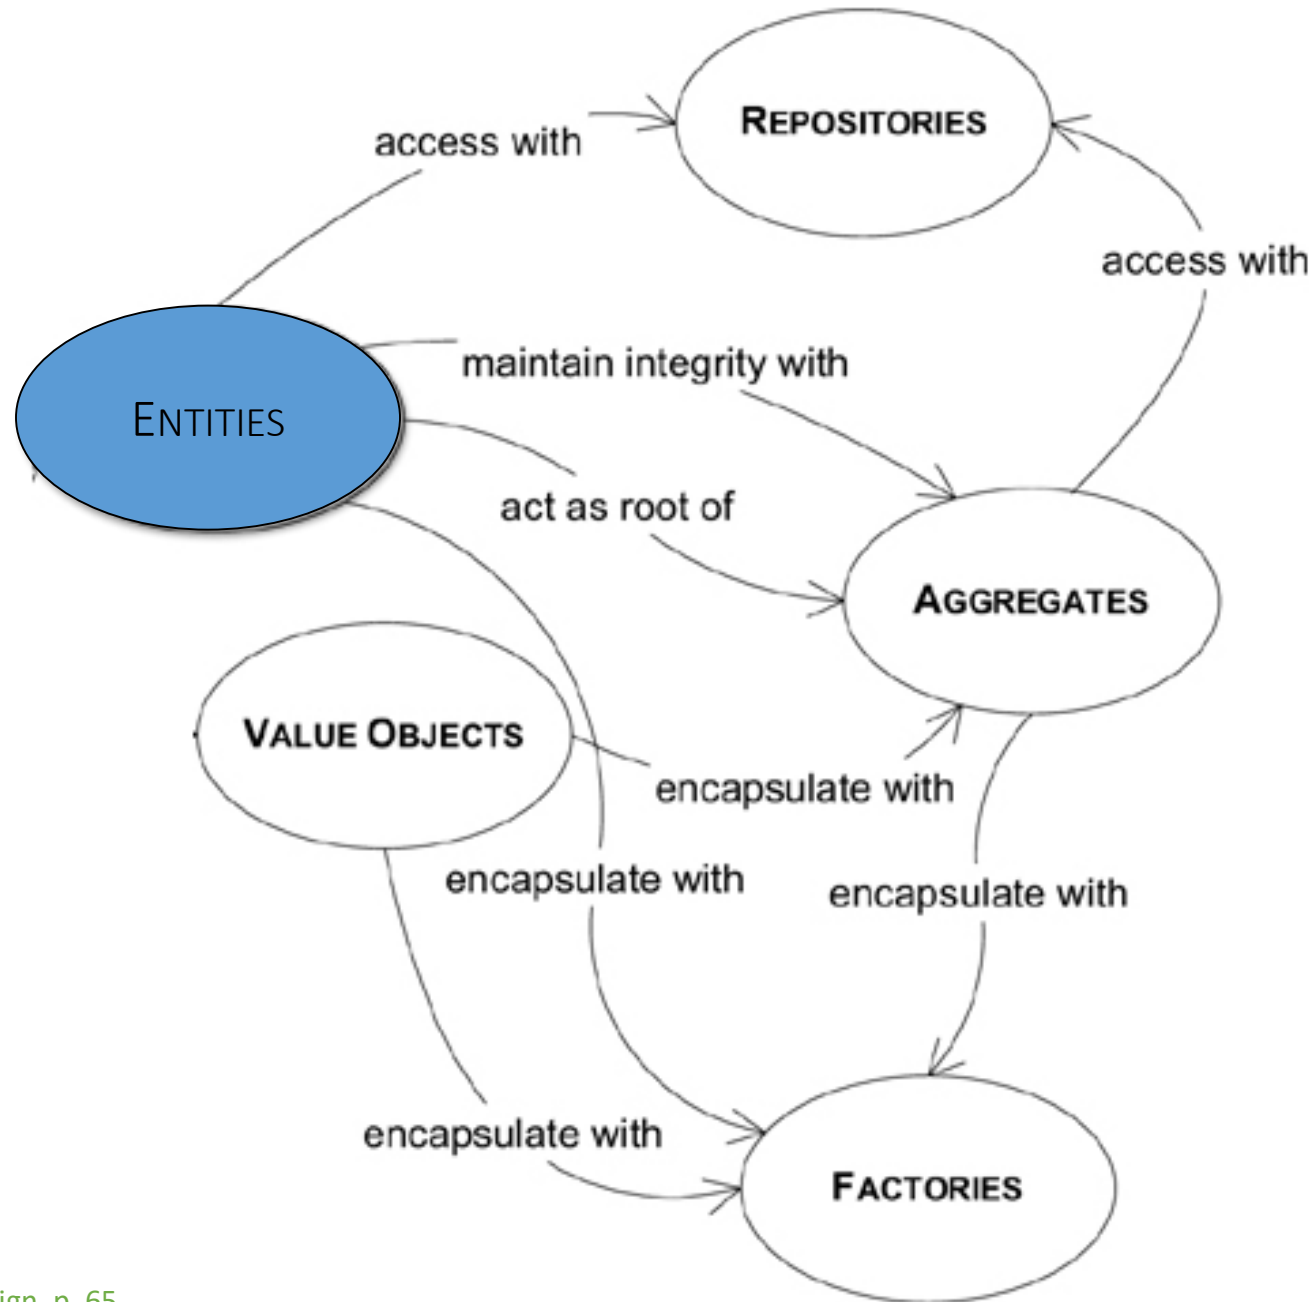 REPOSITORIES
access with
access with
maintain integrity with
ENTITIES
act as root of
AGGREGATES
VALUE OBJECTS
encapsulate with
encapsulate with
encapsulate with
encapsulate with
FACTORIES
p. 65